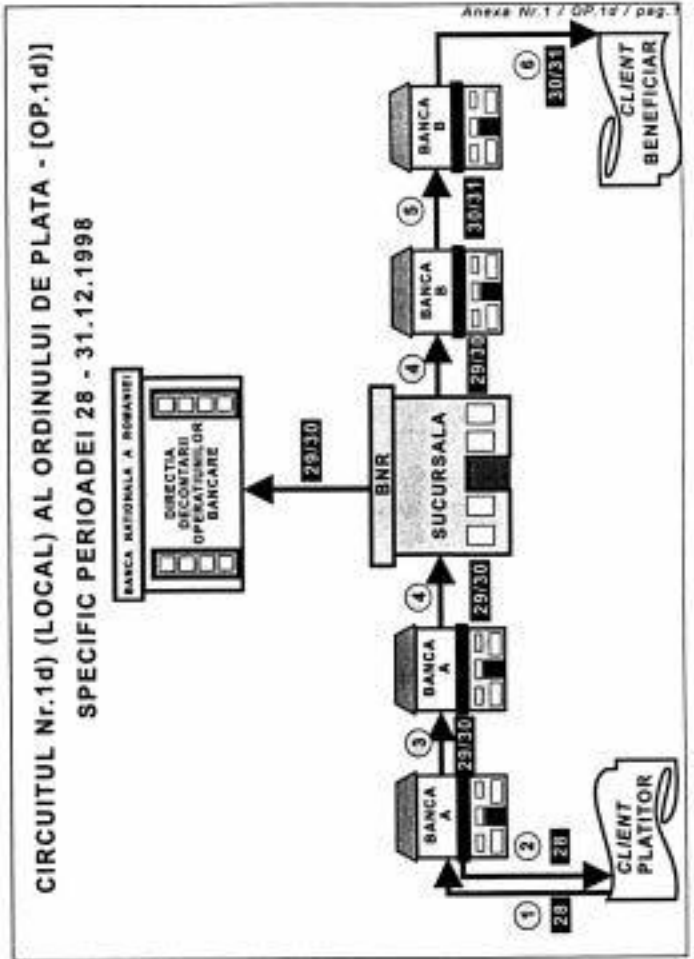 Anexa Nr.1 / OP.1d / pag.1
CIRCUITUL Nr.1d) (LOCAL) AL ORDINULUI DE PLATA - [OP.1d)]
SPECIFIC PERIOADEI 28 - 31.12.1998
BANCA NATIONALA A ROMANIEI
DIRECTIA
DECONTARII
OPERATIUNILOR
BANCARE
29/30
BNR
SUCURSALA
1
28
2
28
CLIENT
PLATITOR
BANCA
A
3
29/30
BANCA
A
4
29/30
4
29/30
BANCA
B
5
30/31
BANCA
B
6
30/31
CLIENT
BENEFICIAR